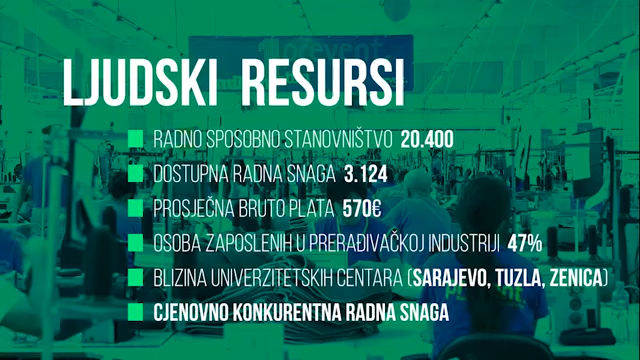 prevent
LJUDSKI RESURSI
RADNO SPOSOBNO STANOVNIŠTVO 20.400
DOSTUPNA RADNA SNAGA 3.124
PROSJEČNA BRUTO PLATA 570€
OSOBA ZAPOSLENIH U PRERAĐIVAČKOJ INDUSTRIJI 47%
BLIZINA UNIVERZITETSKIH CENTARA (SARAJEVO, TUZLA, ZENICA)
CJENOVNO KONKURENTNA RADNA SNAGA